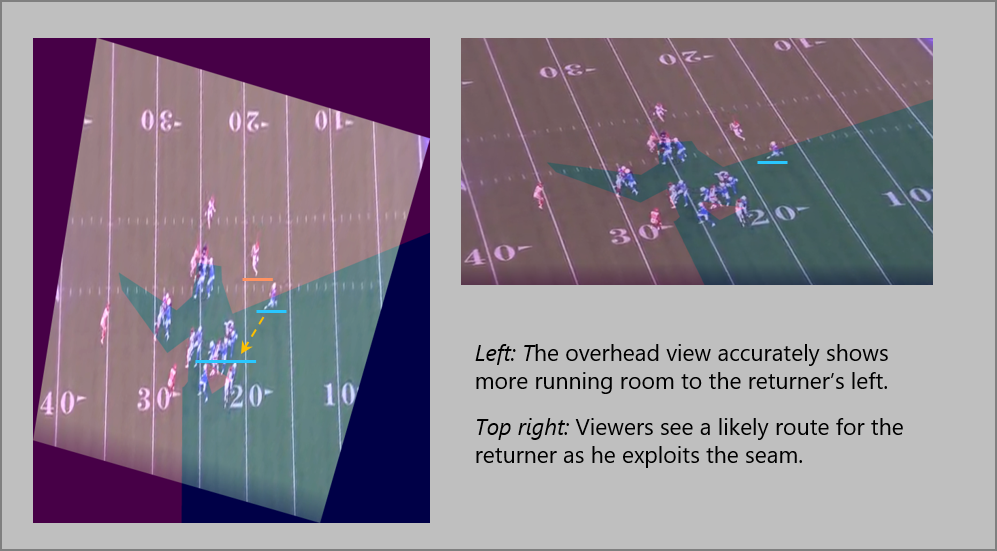 30 20 10
40 30 20 10
30 20 10
40 30 20 10
Left: The overhead view accurately shows
more running room to the returner’s left.
Top right: Viewers see a likely route for the
returner as he exploits the seam.